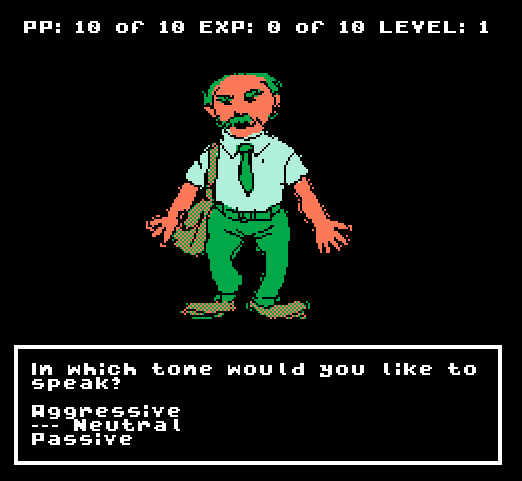 PP: 10 of 10 EXP: 0 of 10 LEVEL: 1
In which tone would you like to
speak?
Aggressive
--- Neutral
Passive